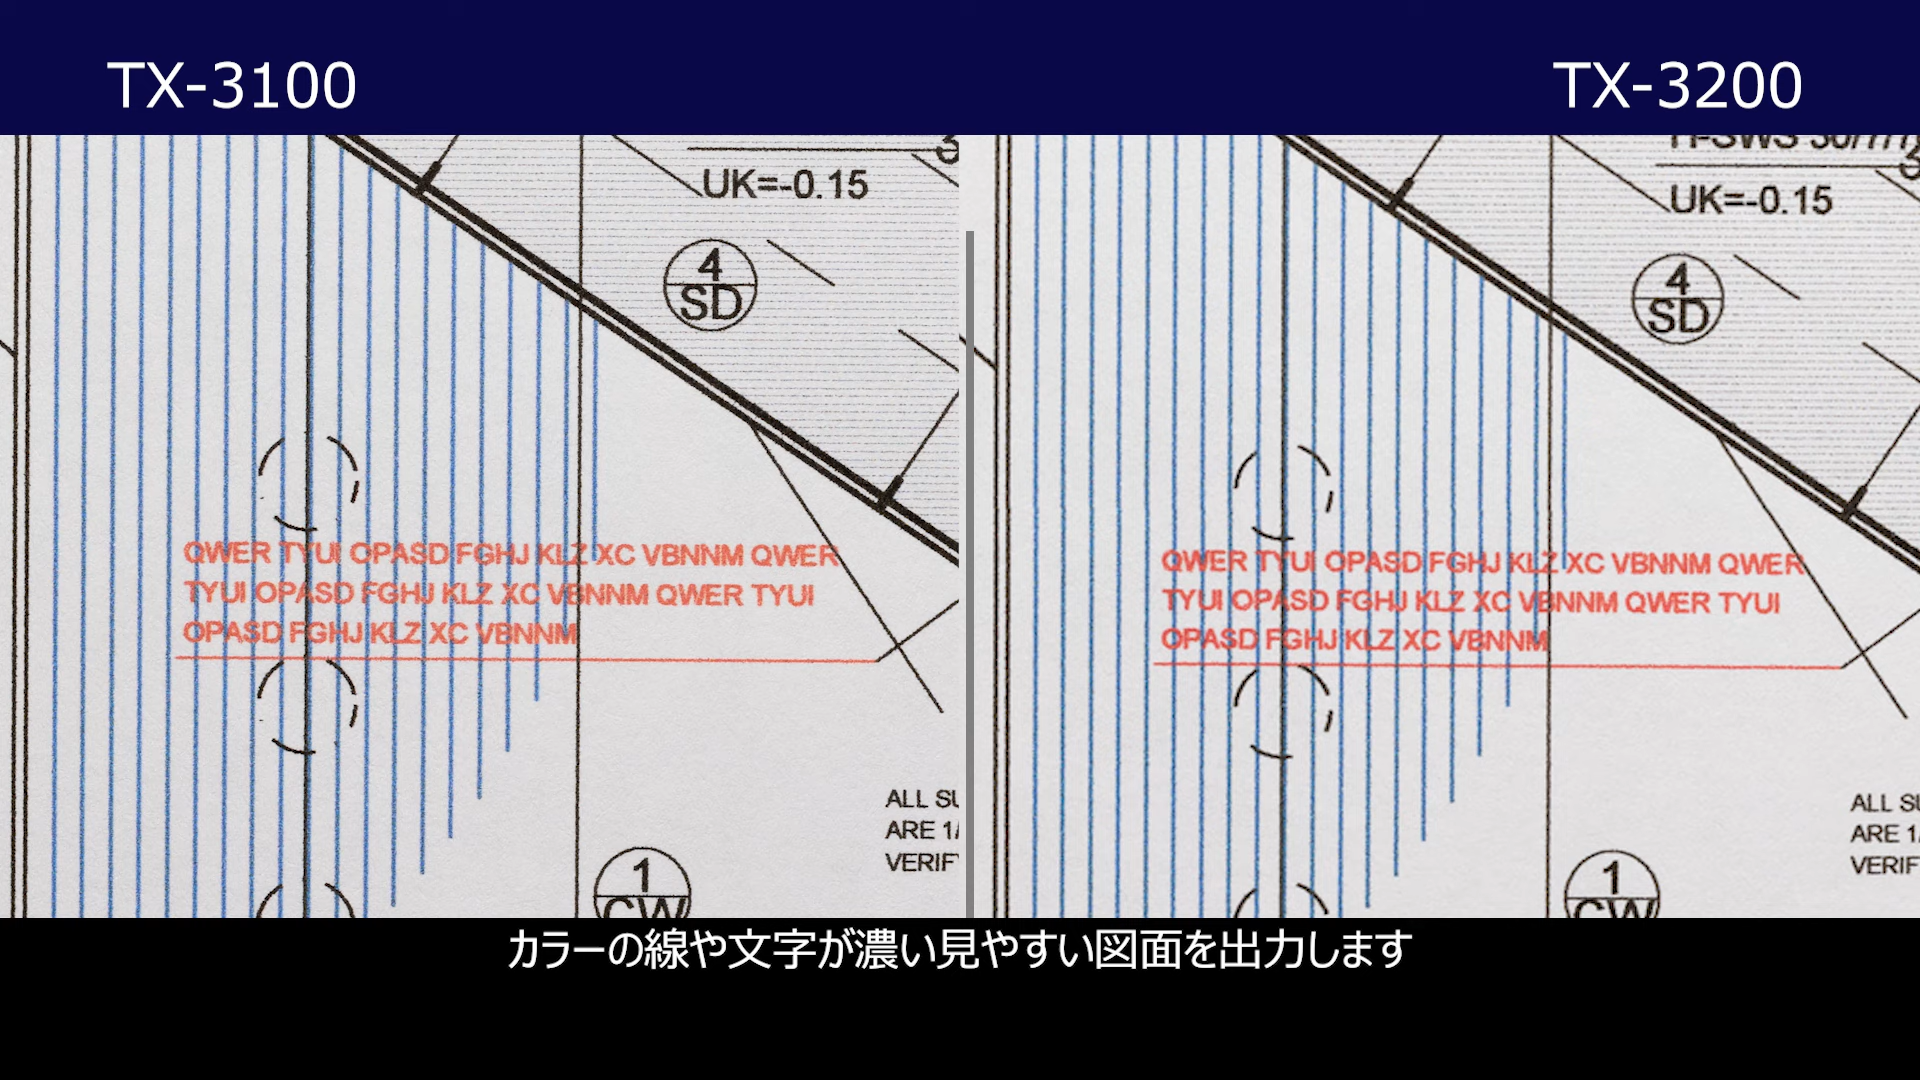 TX-3100
TX-3200
UK=-0.15
4
SD
QWER TYUI OPASD FGHJ KLZ XC VBNNM QWER
TYUI OPASD FGHJ KLZ XC VBNNM QWER TYUI
OPASD FGHJ KLZ XC VBNNM
ALL SU
ARE 1/
VERIF
1
CW
UK=-0.15
4
SD
QWER TYUI OPASD FGHJ KLZ XC VBNNM QWER
TYUI OPASD FGHJ KLZ XC VBNNM QWER TYUI
OPASD FGHJ KLZ XC VBNNM
ALL SU
ARE 1/
VERIF
1
CW
カラーの線や文字が濃い見やすい図面を出力します